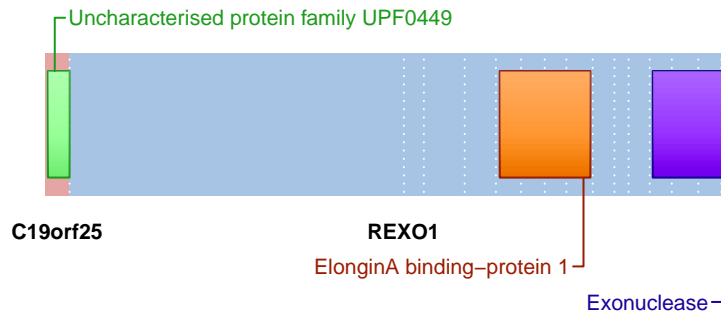 Uncharacterised protein family UPF0449
C19orf25
REXO1
ElonginA binding−protein 1
Exonuclease